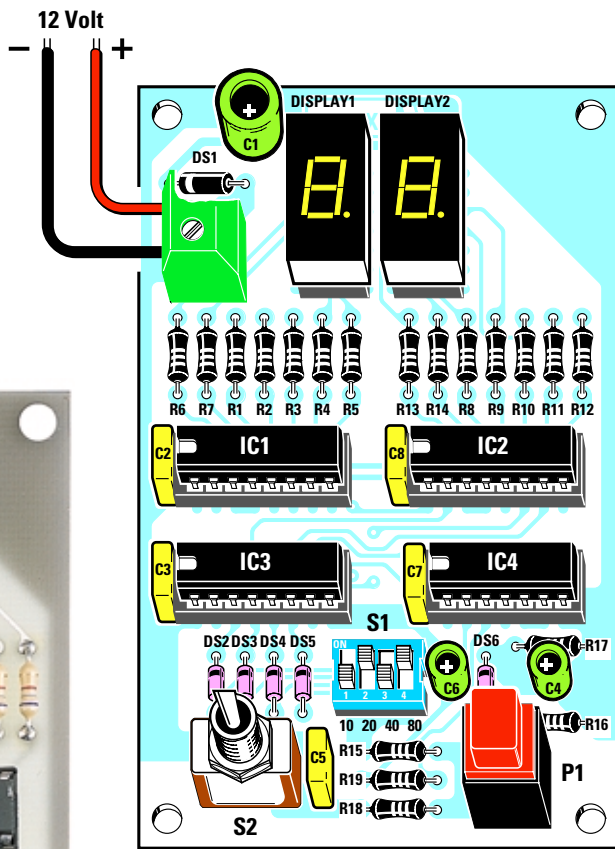 12 Volt
– +
C1
DISPLAY1 DISPLAY2
DS1
8. 8.
R6 R7 R1 R2 R3 R4 R5 R13 R14 R8 R9 R10 R11 R12
C2 IC1 C8 IC2
C3 IC3 C7 IC4
S1
DS2 DS3 DS4 DS5 ON DS6 R17
1 2 3 4 C6 C4
10 20 40 80 R16
C5 R15
R19 P1
R18
S2